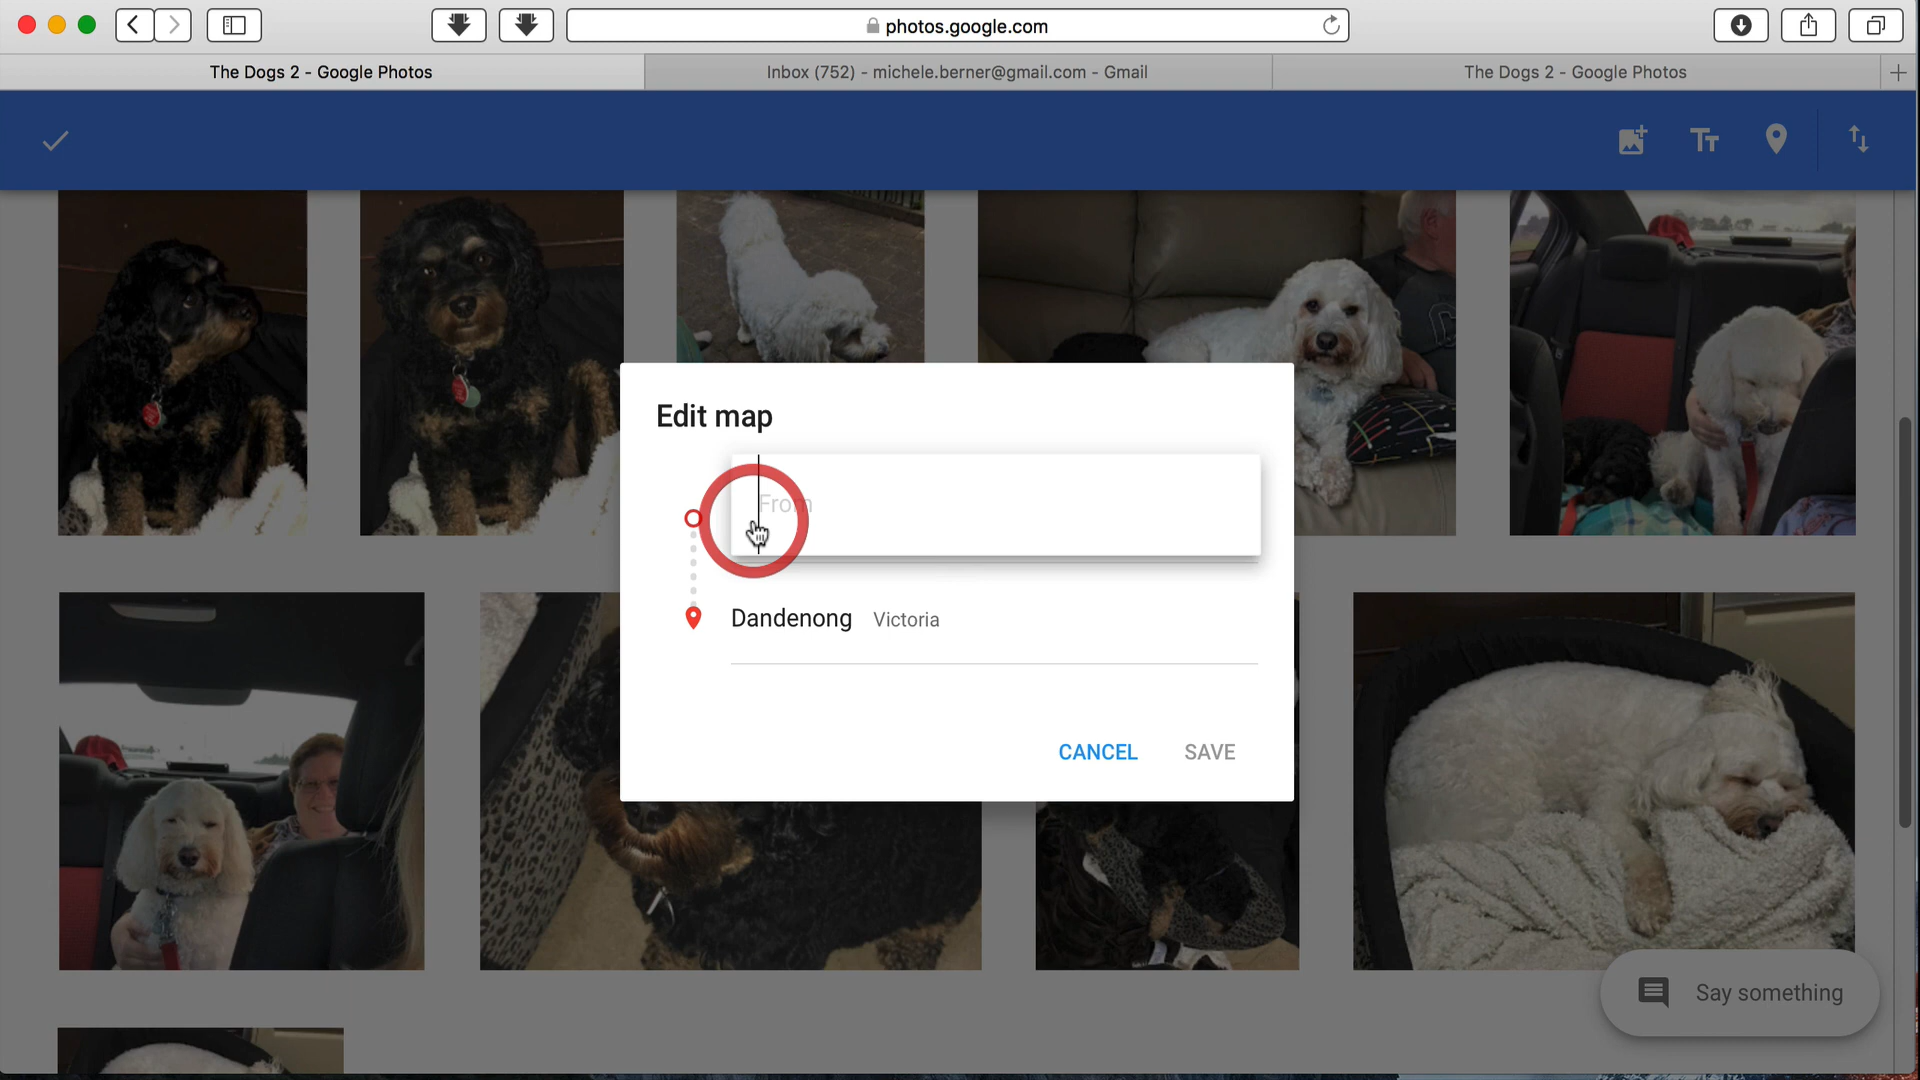 photos.google.com
The Dogs 2 - Google Photos
Inbox (752) - michele.berner@gmail.com - Gmail
The Dogs 2 - Google Photos
Edit map
From
Dandenong Victoria
CANCEL SAVE
Say something